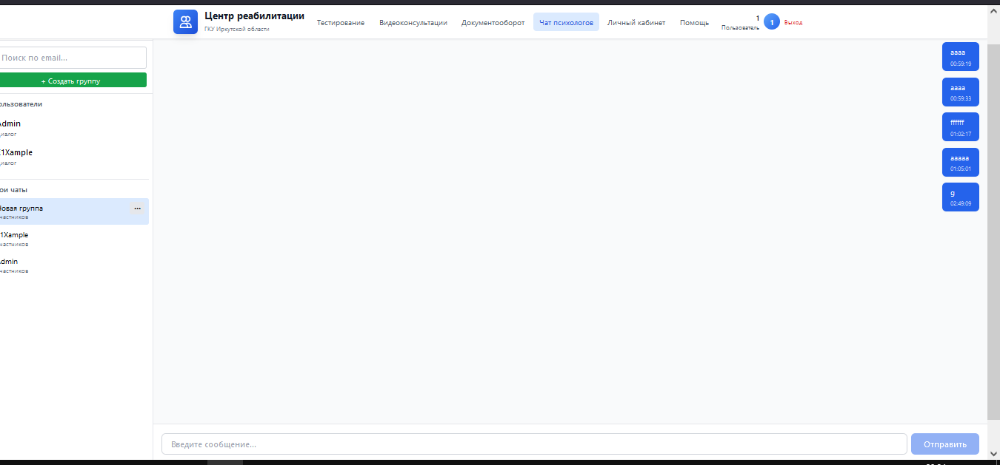 Центр реабилитации
ГКУ Иркутской области
Тестирование
Видеоконсультации
Документооборот
Чат психологов
Личный кабинет
Помощь
1
Пользователь
1
Выход
Поиск по email...
+ Создать группу
ользователи
Admin
иалог
1Xample
иалог
ои чаты
Новая группа
...
частников
1Xample
частников
dmin
частников
aaaa
00:59:19
aaaa
00:59:33
ffffff
01:02:17
aaaaa
01:05:01
g
02:49:09
Введите сообщение...
Отправить